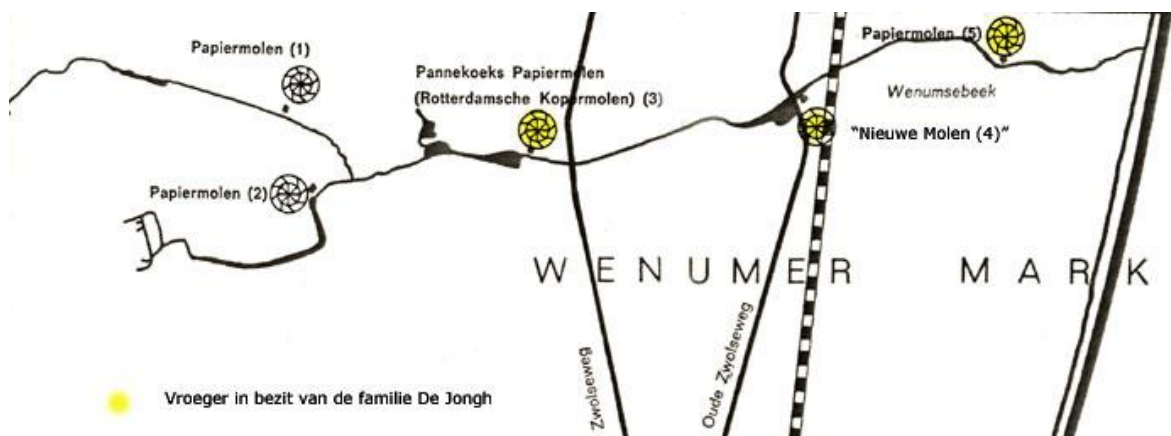 Papiermolen (1)
Pannekoeks Papiermolen
(Rotterdamsche Kopermolen) (3)
Papiermolen (5)
Wenumsebeek
"Nieuwe Molen (4)"
Papiermolen (2)
WENUMER MARK
Zwolseweg
Oude Zwolseweg
Vroeger in bezit van de familie De Jongh